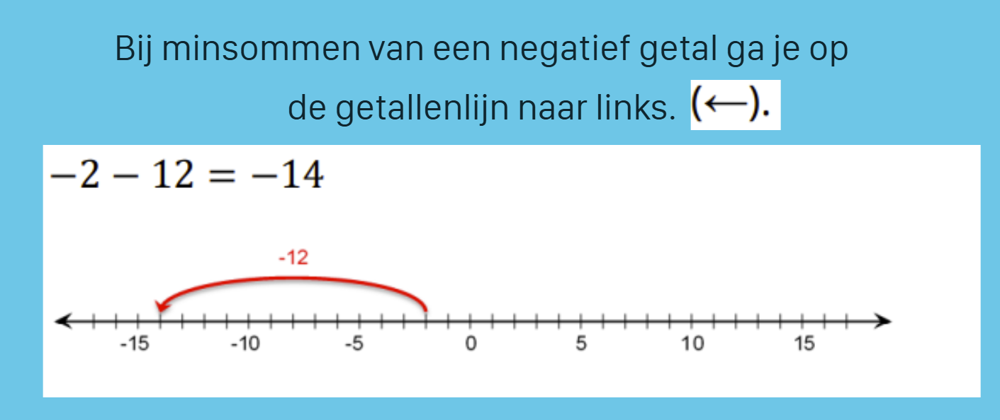 Bij minsommen van een negatief getal ga je op
de getallenlijn naar links. (←).
−2 − 12 = −14
-12
-15 -10 -5 0 5 10 15